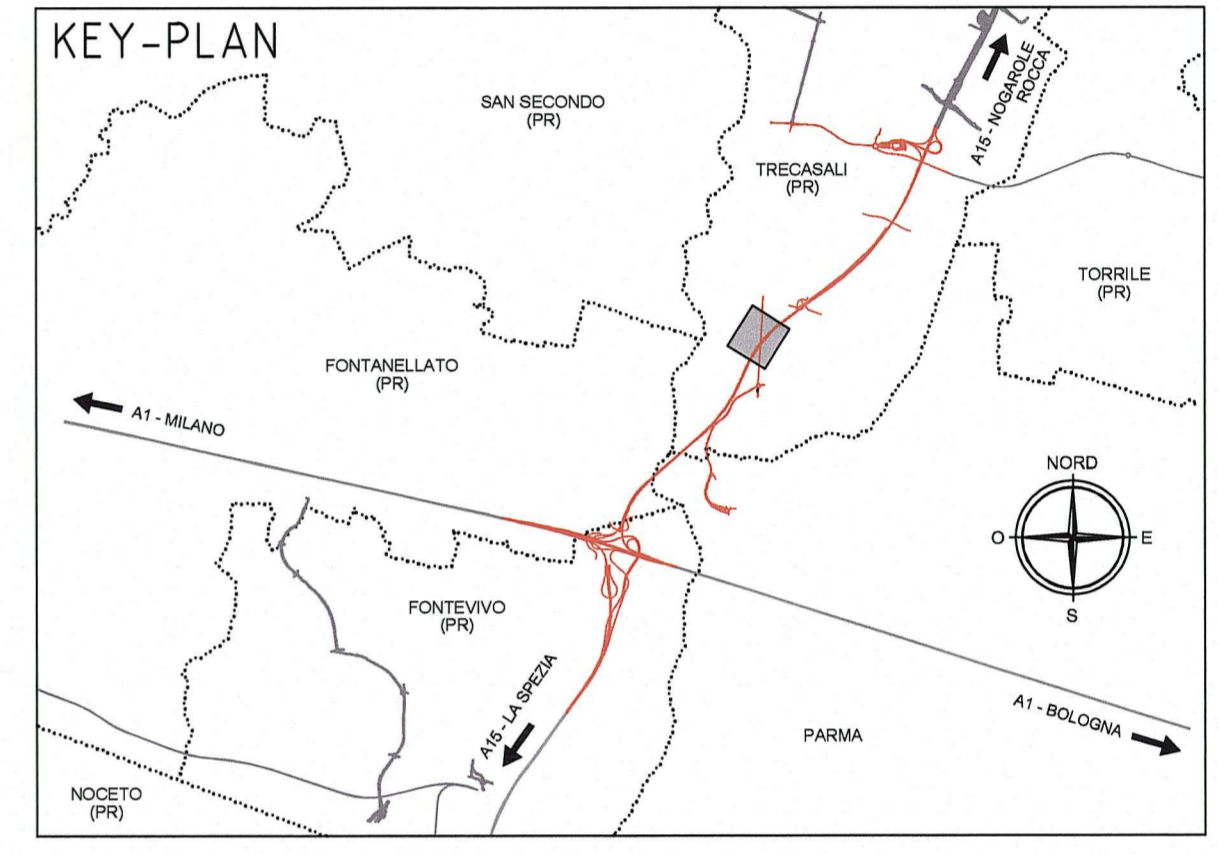 KEY-PLAN
SAN SECONDO
(PR)
A15 - NOGAROLE
ROCCA
TRECASALI
(PR)
TORRILE
(PR)
FONTANELLATO
(PR)
A1 - MILANO
NORD
O
E
S
FONTEVIVO
(PR)
A15 - LA SPEZIA
A1 - BOLOGNA
PARMA
NOCETO
(PR)